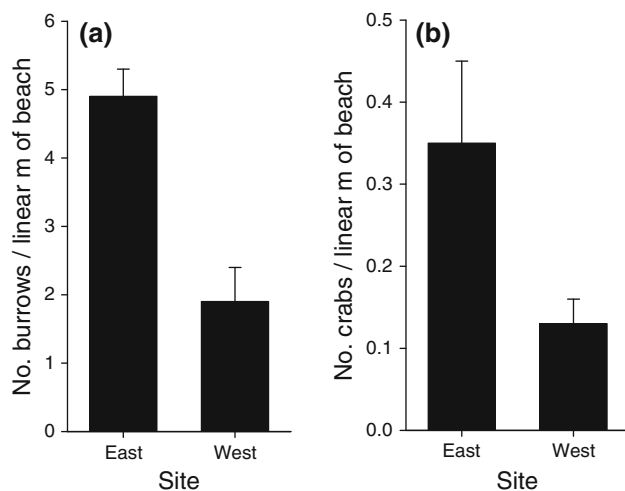 (a)
No. burrows / linear m of beach
6
5
4
3
2
1
0
East West
Site
(b)
No. crabs / linear m of beach
0.5
0.4
0.3
0.2
0.1
0.0
East West
Site